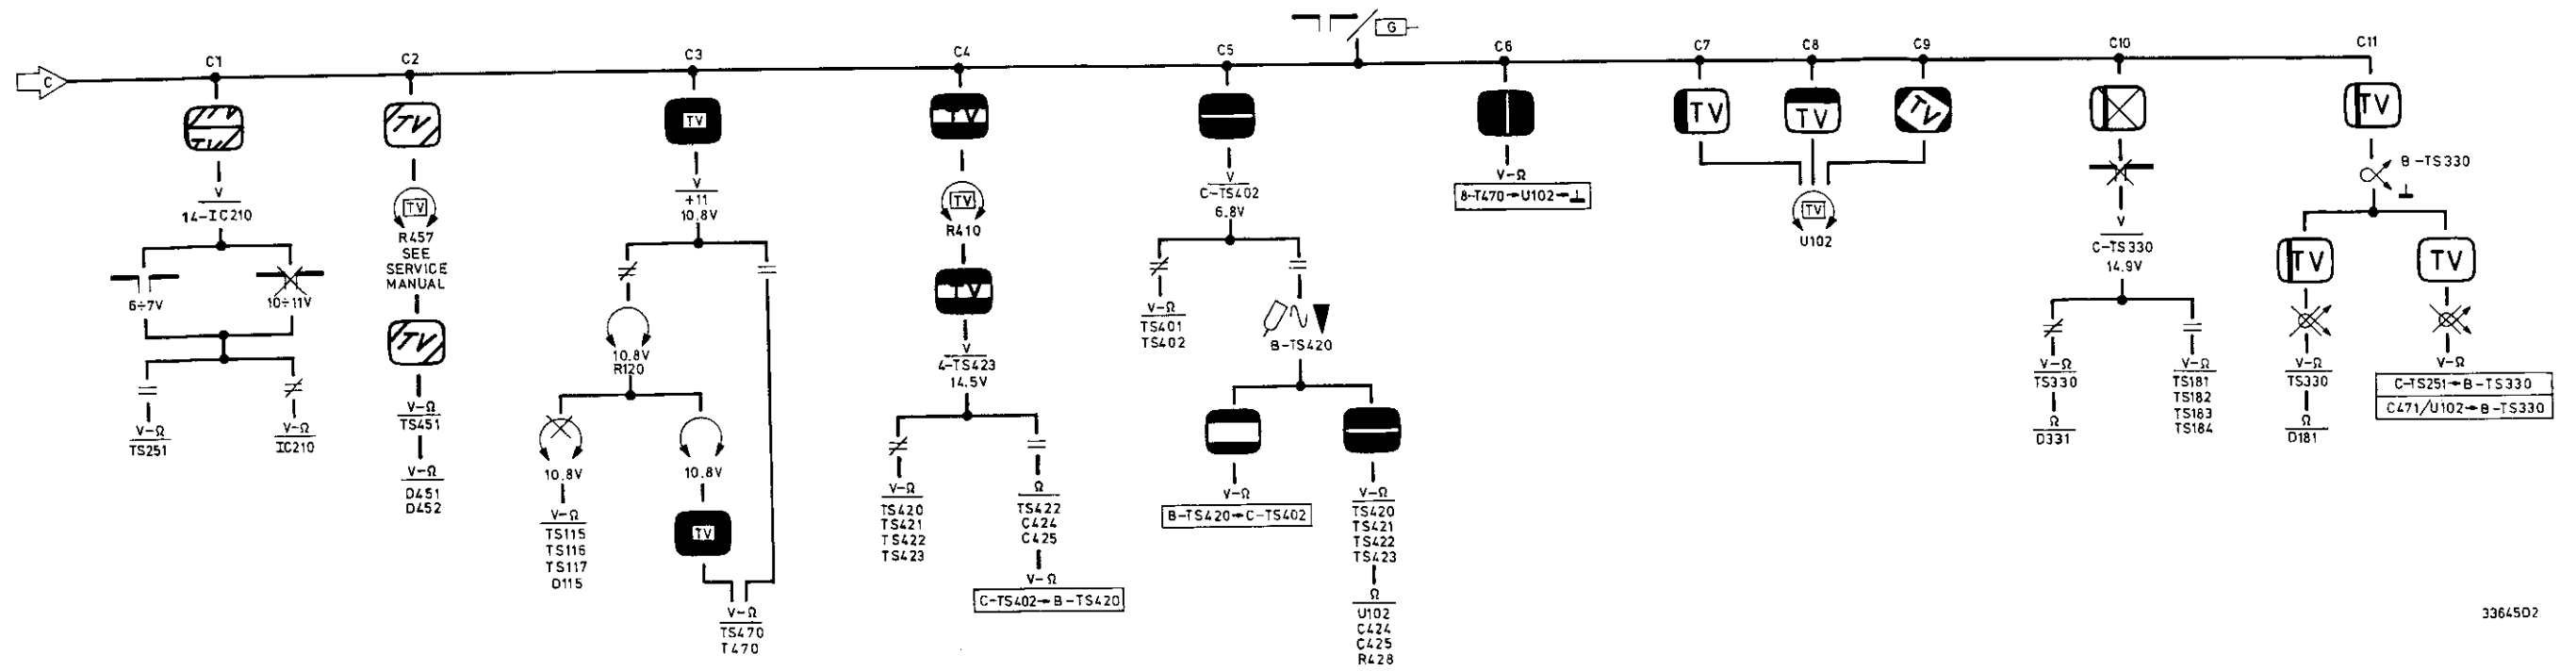 G
C
C1
C2
C3
C4
C5
C6
C7
C8
C9
C10
C11
TV
TV
V
14-IC210
6÷7V
10÷11V
V-Ω
TS251
V-Ω
IC210
TV
TV
R457
SEE
SERVICE
MANUAL
TV
V-Ω
TS451
V-Ω
D451
D452
TV
V
+11
10.8V
10.8V
R120
10.8V
V-Ω
TS115
TS116
TS117
D115
10.8V
TV
V-Ω
TS470
T470
TV
TV
R410
TV
V
4-TS423
14.5V
V-Ω
TS420
TS421
TS422
TS423
Ω
TS422
C424
C425
V-Ω
C-TS402→B-TS420
V
C-TS402
6.8V
V-Ω
TS401
TS402
B-TS420
V-Ω
B-TS420→C-TS402
V-Ω
TS420
TS421
TS422
TS423
Ω
U102
C424
C425
R428
V-Ω
8-T470→U102→⊥
TV
TV
TV
TV
U102
V
C-TS330
14.9V
V-Ω
TS330
Ω
D331
V-Ω
TS181
TS182
TS183
TS184
TV
B-TS330
TV
V-Ω
TS330
Ω
D181
TV
V-Ω
C-TS251→B-TS330
C471/U102→B-TS330
33645D2